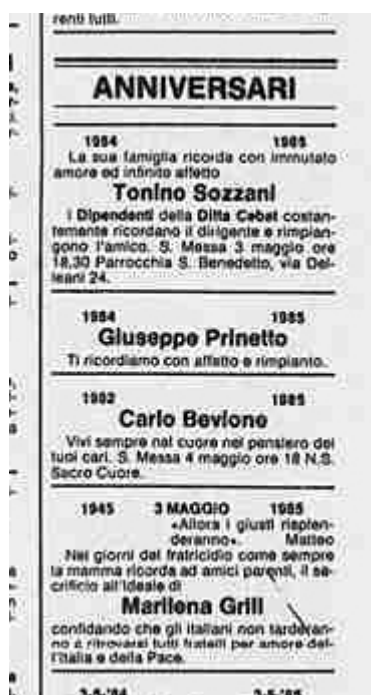 renti tutti.
ANNIVERSARI
1984 1985
La sua famiglia ricorda con immutato
amore ed infinito affetto
Tonino Sozzani
I Dipendenti della Ditta Cebat costan-
temente ricordano il dirigente e rimpian-
gono l'amico. S. Messa 3 maggio ore
18,30 Parrocchia S. Benedetto, via Del-
leani 24.
1984 1985
Giuseppe Prinetto
Ti ricordiamo con affetto e rimpianto.
1982 1985
Carlo Bevione
Vivi sempre nel cuore nel pensiero dei
tuoi cari. S. Messa 4 maggio ore 18 N.S.
Sacro Cuore.
1945 3 MAGGIO 1985
«Allora i giusti risplen-
deranno». Matteo
Nei giorni del fratricidio come sempre
la mamma ricorda ad amici parenti, il sa-
crificio all'Ideale di
Marilena Grill
confidando che gli italiani non tarderan-
no a ritrovarsi tutti fratelli per amore del-
l'Italia e della Pace.
3-5-'84 3-5-'85